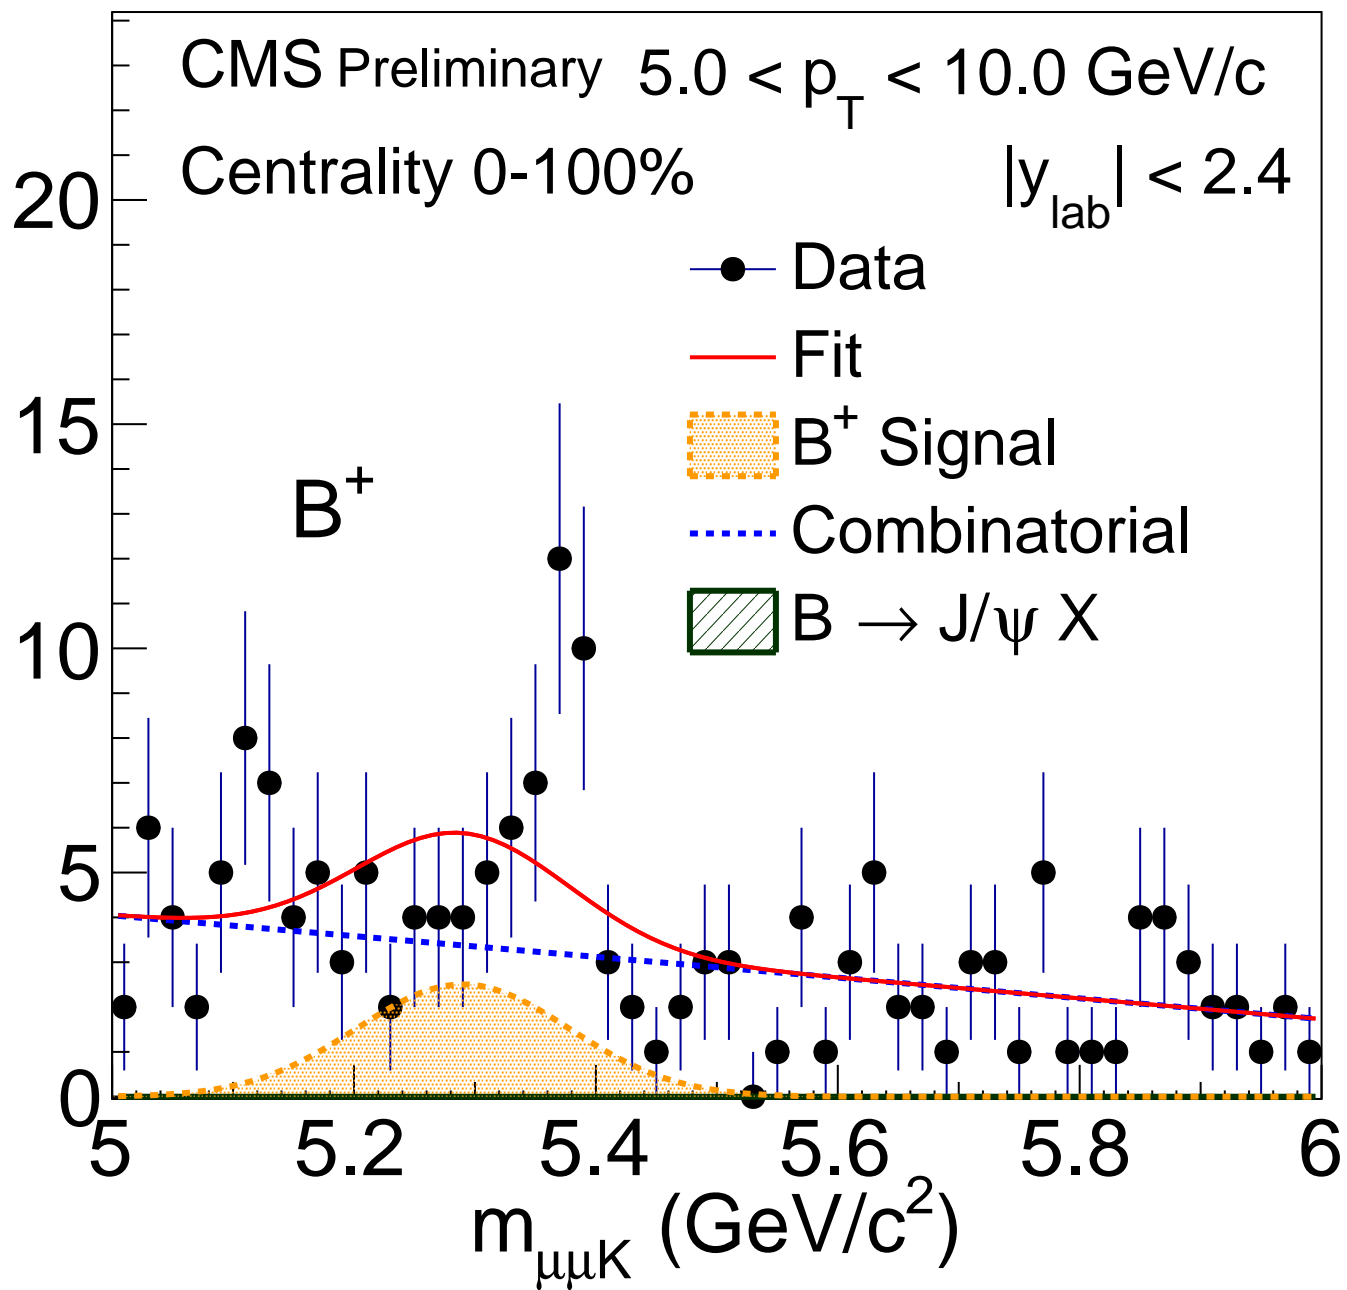 CMS Preliminary 5.0 < p_T < 10.0 GeV/c
Centrality 0-100% |y_lab| < 2.4
Data
Fit
B⁺ Signal
Combinatorial
B → J/ψ X
B⁺
20
15
10
5
0
5 5.2 5.4 5.6 5.8 6
m_μμK (GeV/c²)